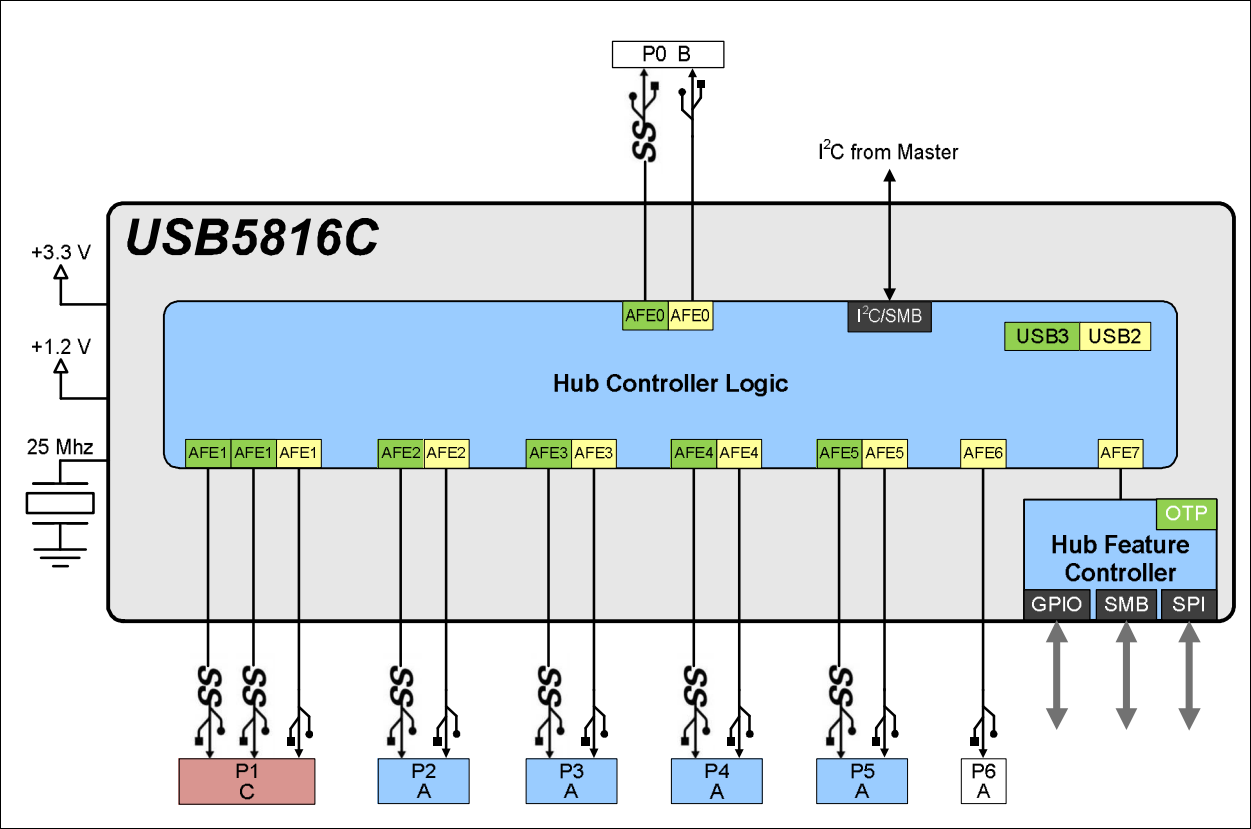 P0 B
SS
I²C from Master
USB5816C
+3.3 V
AFE0 AFE0
I²C/SMB
USB3 USB2
+1.2 V
Hub Controller Logic
25 Mhz
AFE1 AFE1 AFE1
AFE2 AFE2
AFE3 AFE3
AFE4 AFE4
AFE5 AFE5
AFE6
AFE7
OTP
Hub Feature
Controller
GPIO SMB SPI
SS SS SS SS SS SS
P1
C
P2
A
P3
A
P4
A
P5
A
P6
A